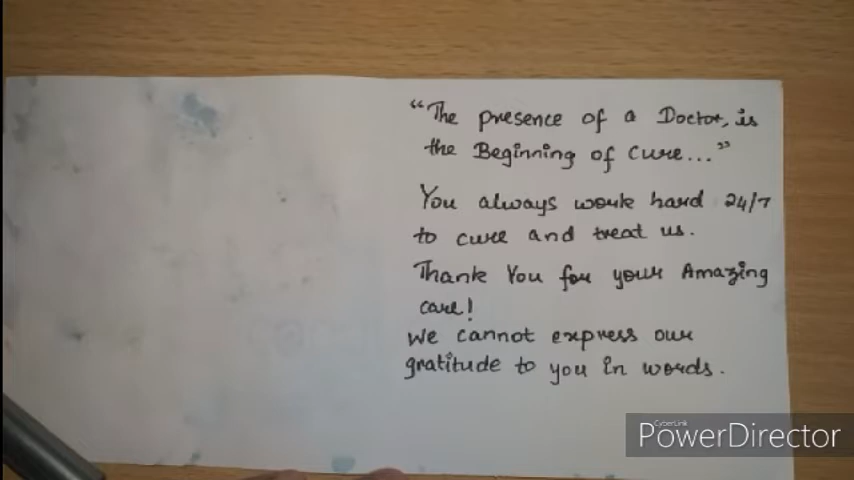 “The presence of a Doctor, is
the Beginning of Cure...”
You always work hard 24/7
to cure and treat us.
Thank You for your Amazing
care!
We cannot express our
gratitude to you in words.
CyberLink
PowerDirector